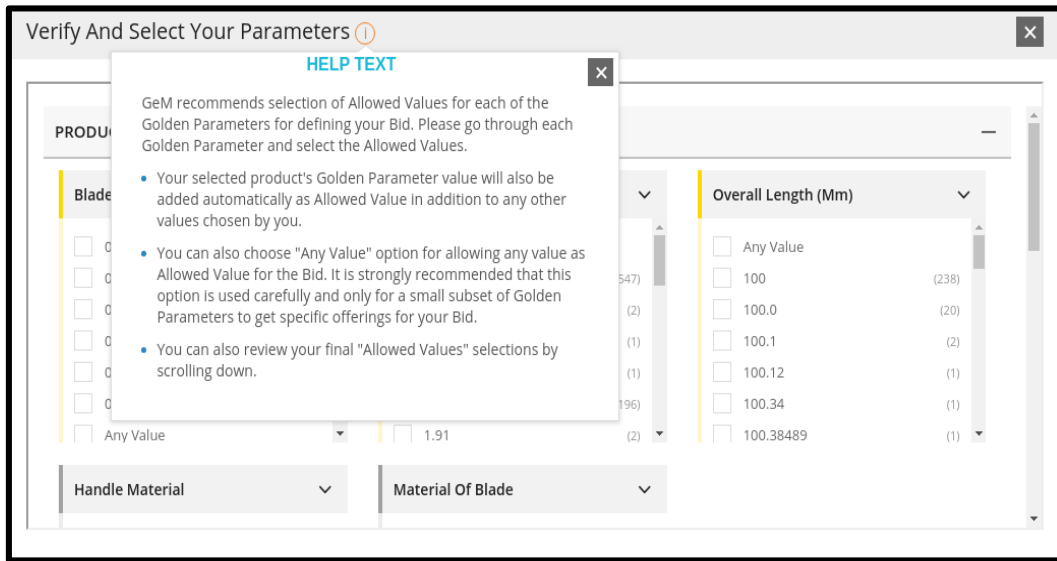 Verify And Select Your Parameters
HELP TEXT
GeM recommends selection of Allowed Values for each of the
Golden Parameters for defining your Bid. Please go through each
Golden Parameter and select the Allowed Values.
• Your selected product's Golden Parameter value will also be
added automatically as Allowed Value in addition to any other
values chosen by you.
• You can also choose "Any Value" option for allowing any value as
Allowed Value for the Bid. It is strongly recommended that this
option is used carefully and only for a small subset of Golden
Parameters to get specific offerings for your Bid.
• You can also review your final "Allowed Values" selections by
scrolling down.
Blade
Any Value
547)
(2)
(1)
(1)
196)
1.91 (2)
Overall Length (Mm)
Any Value
100 (238)
100.0 (20)
100.1 (2)
100.12 (1)
100.34 (1)
100.38489 (1)
Handle Material
Material Of Blade